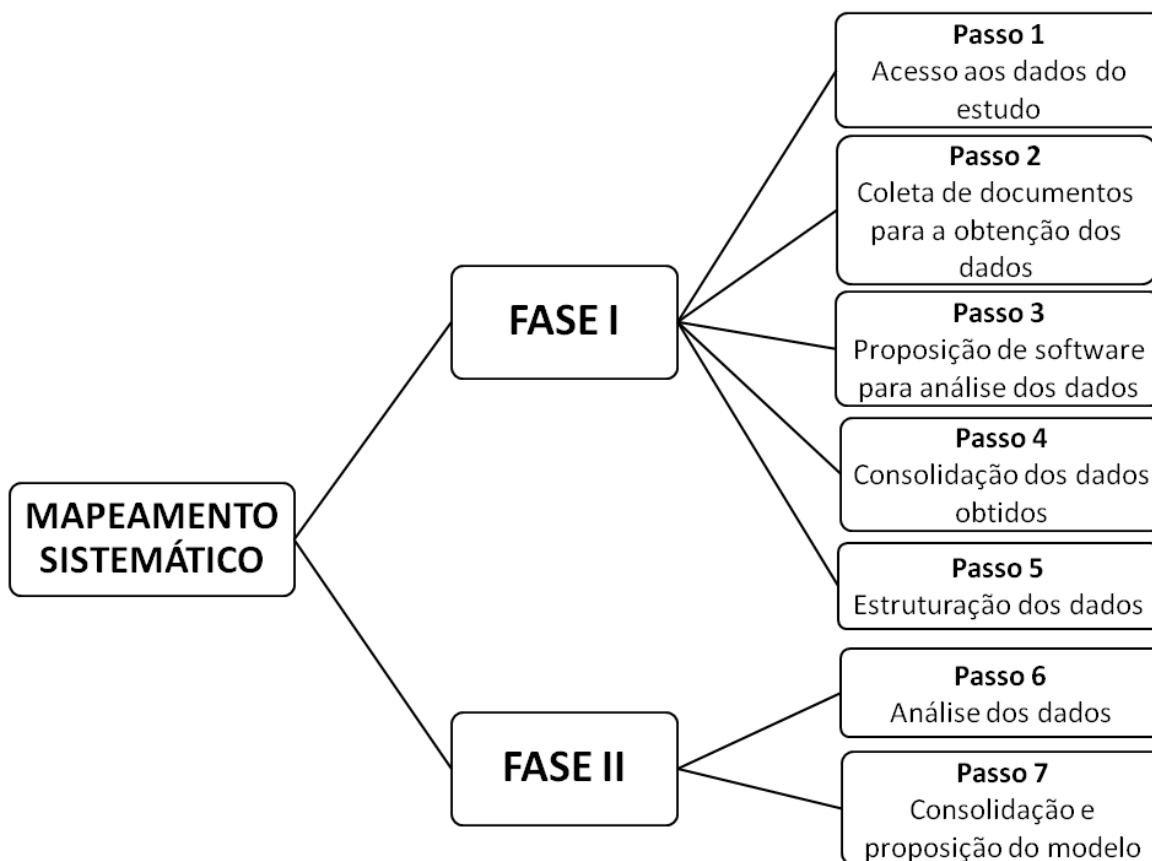 MAPEAMENTO
SISTEMÁTICO
FASE I
Passo 1
Acesso aos dados do
estudo
Passo 2
Coleta de documentos
para a obtenção dos
dados
Passo 3
Proposição de software
para análise dos dados
Passo 4
Consolidação dos dados
obtidos
Passo 5
Estruturação dos dados
FASE II
Passo 6
Análise dos dados
Passo 7
Consolidação e
proposição do modelo